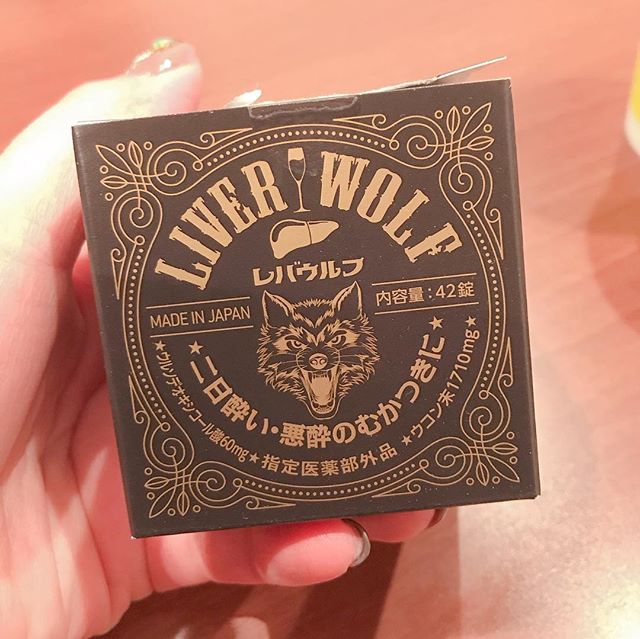 LIVER WOLF
レバウルフ
MADE IN JAPAN
内容量：42錠
★二日酔い・悪酔のむかつきに★
★ウルソデオキシコール酸60mg★指定医薬部外品★ウコン末1710mg★